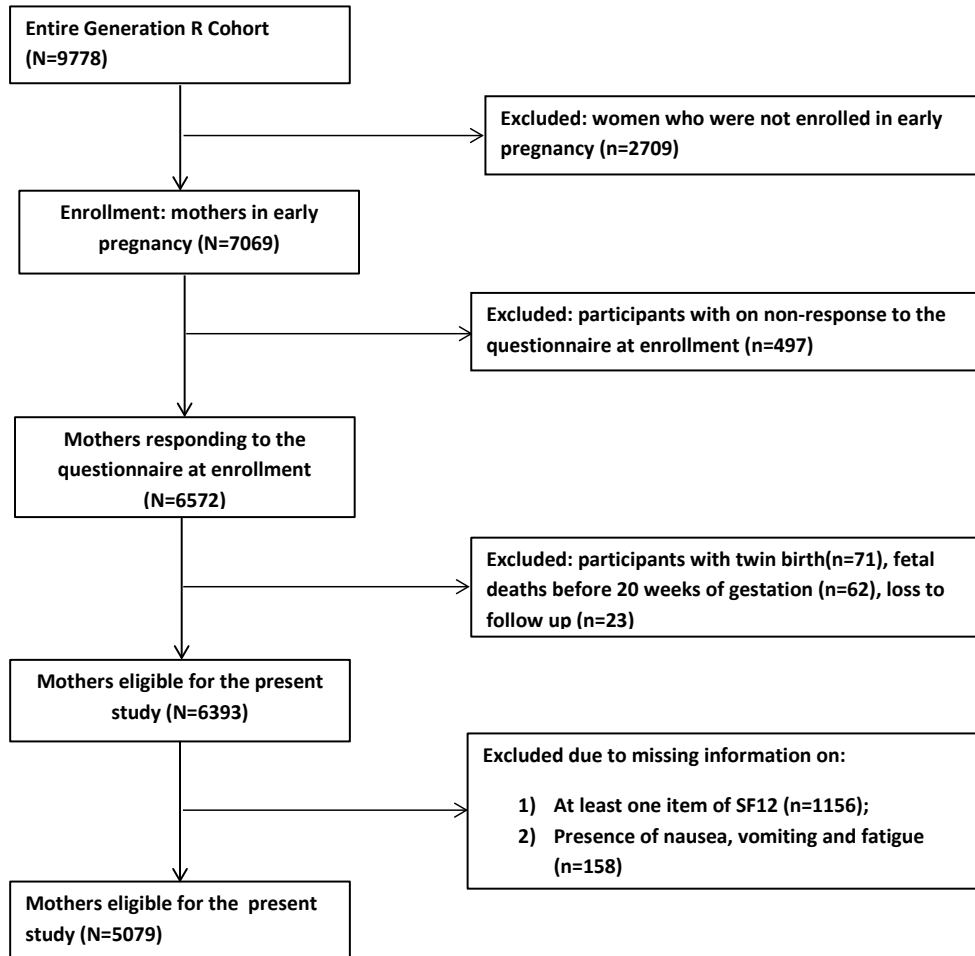 Entire Generation R Cohort
(N=9778)
Excluded: women who were not enrolled in early
pregnancy (n=2709)
Enrollment: mothers in early
pregnancy (N=7069)
Excluded: participants with on non-response to the
questionnaire at enrollment (n=497)
Mothers responding to the
questionnaire at enrollment
(N=6572)
Excluded: participants with twin birth(n=71), fetal
deaths before 20 weeks of gestation (n=62), loss to
follow up (n=23)
Mothers eligible for the present
study (N=6393)
Excluded due to missing information on:
1) At least one item of SF12 (n=1156);
2) Presence of nausea, vomiting and fatigue
(n=158)
Mothers eligible for the present
study (N=5079)